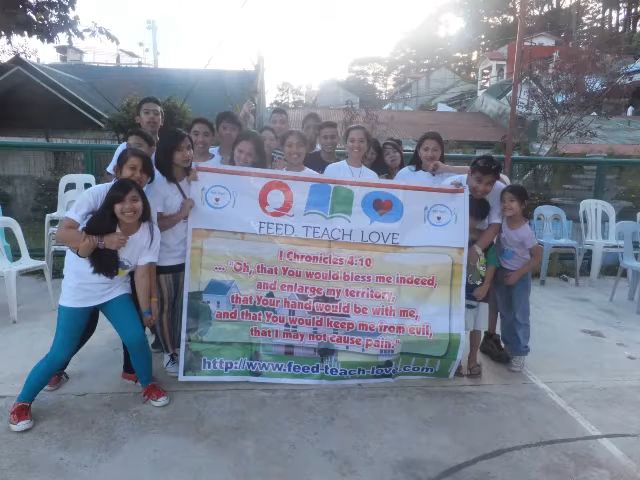 FEED. TEACH. LOVE
I Chronicles 4:10
... "Oh, that You would bless me indeed,
and enlarge my territory,
that Your hand would be with me,
and that You would keep me from evil,
that I may not cause pain."
http://www.feed-teach-love.com